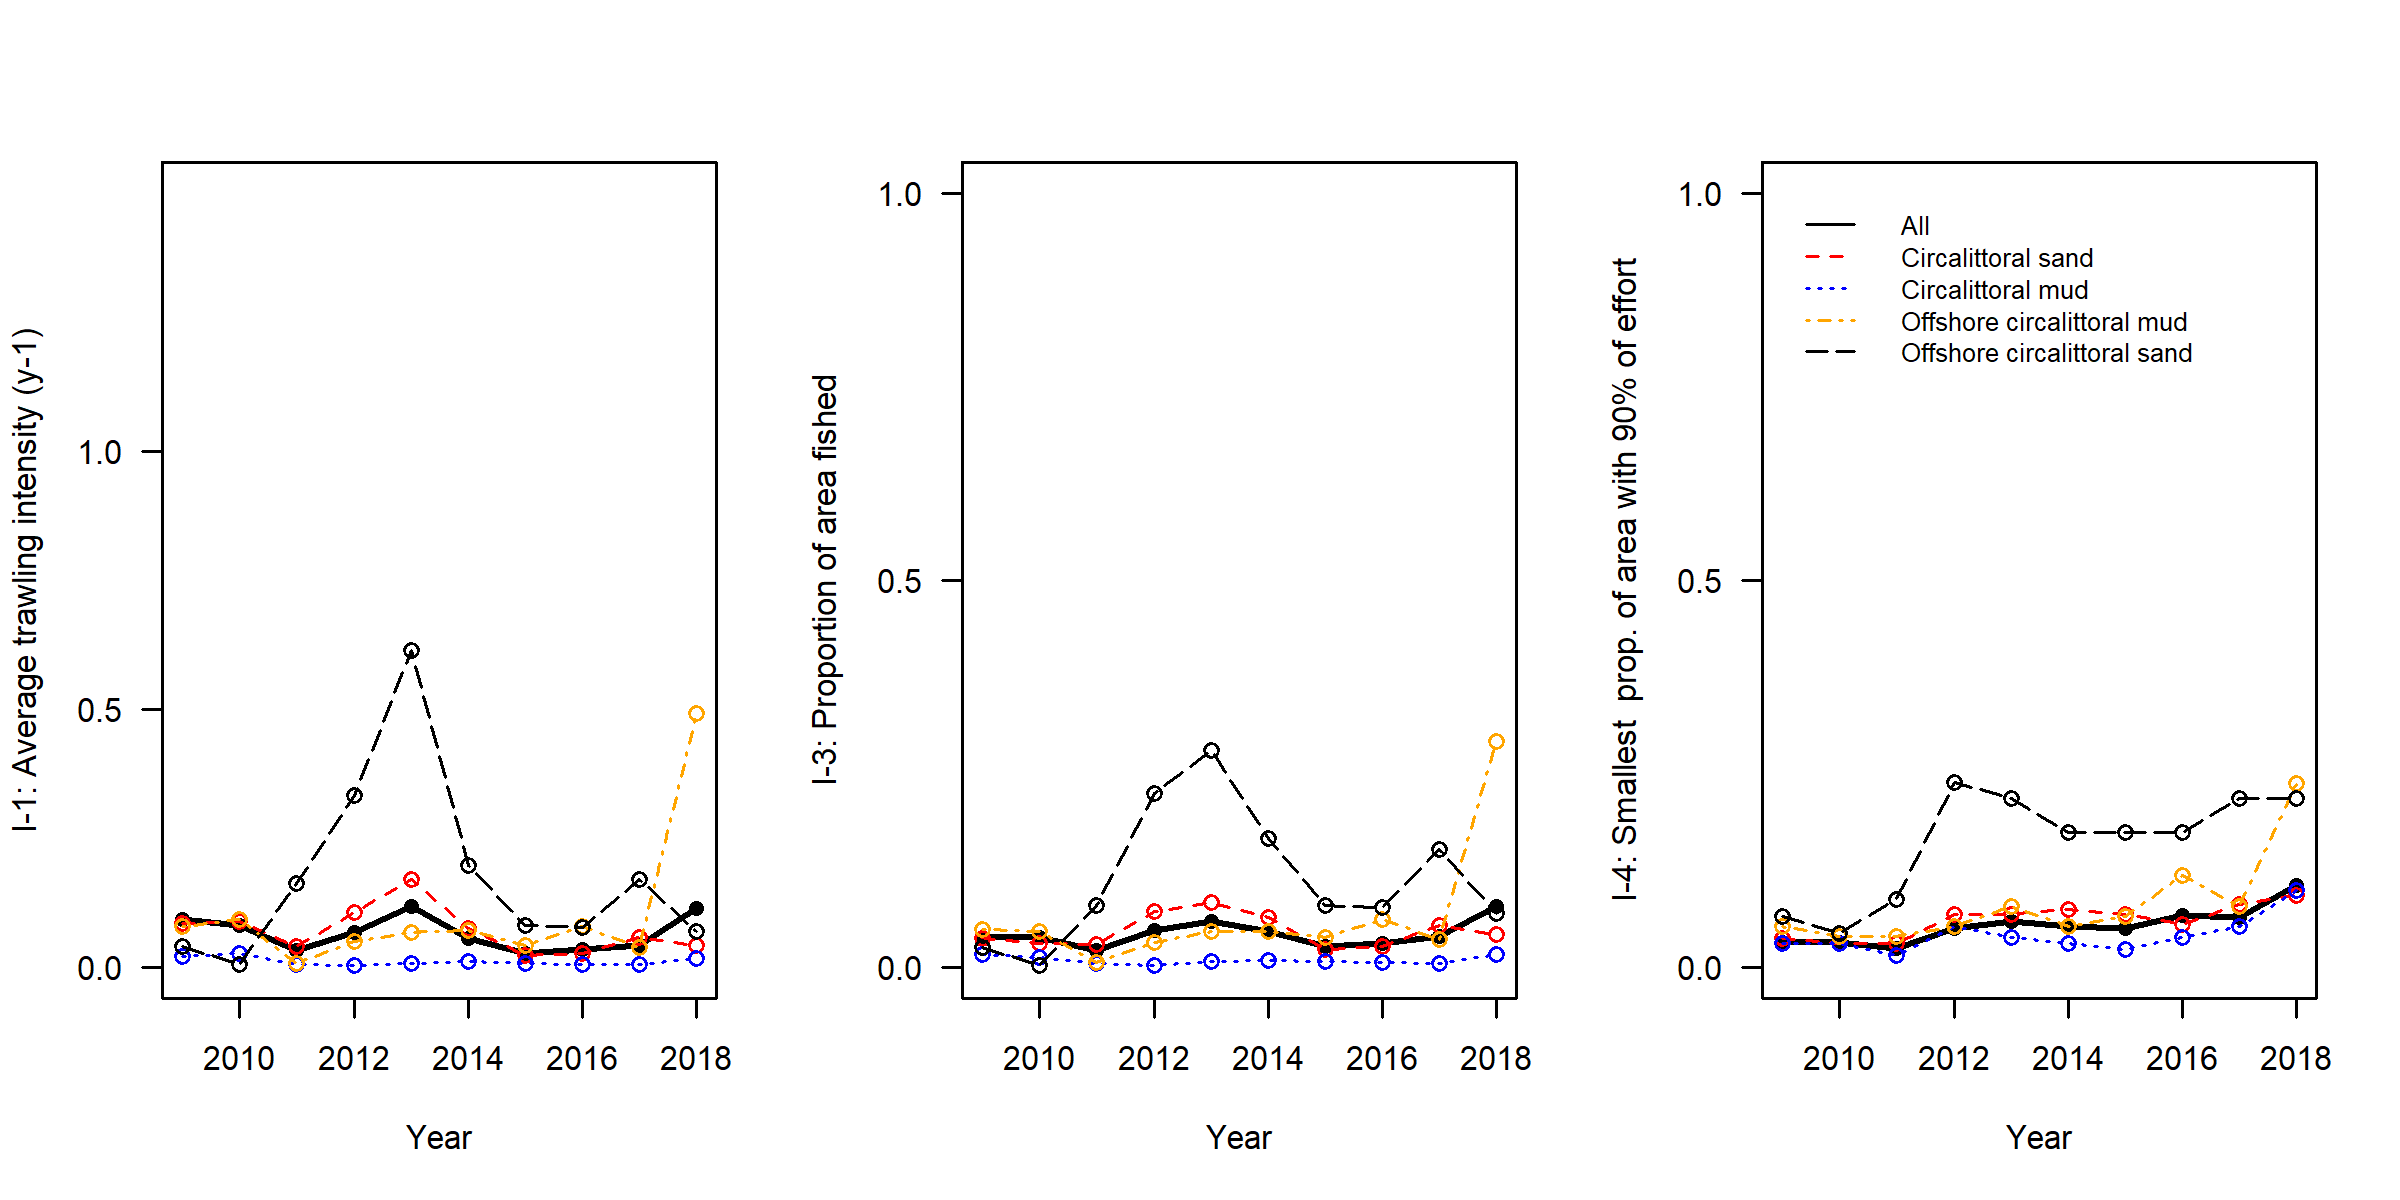 I-1: Average trawling intensity (y-1)
1.0
0.5
0.0
2010 2012 2014 2016 2018
Year
I-3: Proportion of area fished
1.0
0.5
0.0
2010 2012 2014 2016 2018
Year
I-4: Smallest  prop. of area with 90% of effort
1.0
0.5
0.0
All
Circalittoral sand
Circalittoral mud
Offshore circalittoral mud
Offshore circalittoral sand
2010 2012 2014 2016 2018
Year